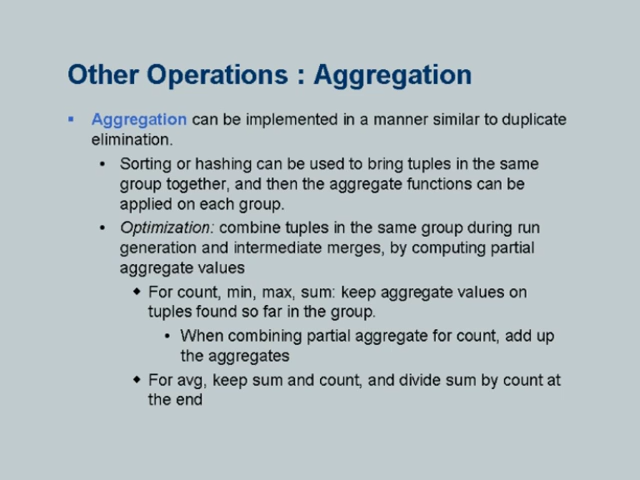 Other Operations : Aggregation
▪ Aggregation can be implemented in a manner similar to duplicate
elimination.
• Sorting or hashing can be used to bring tuples in the same
group together, and then the aggregate functions can be
applied on each group.
• Optimization: combine tuples in the same group during run
generation and intermediate merges, by computing partial
aggregate values
◆ For count, min, max, sum: keep aggregate values on
tuples found so far in the group.
• When combining partial aggregate for count, add up
the aggregates
◆ For avg, keep sum and count, and divide sum by count at
the end